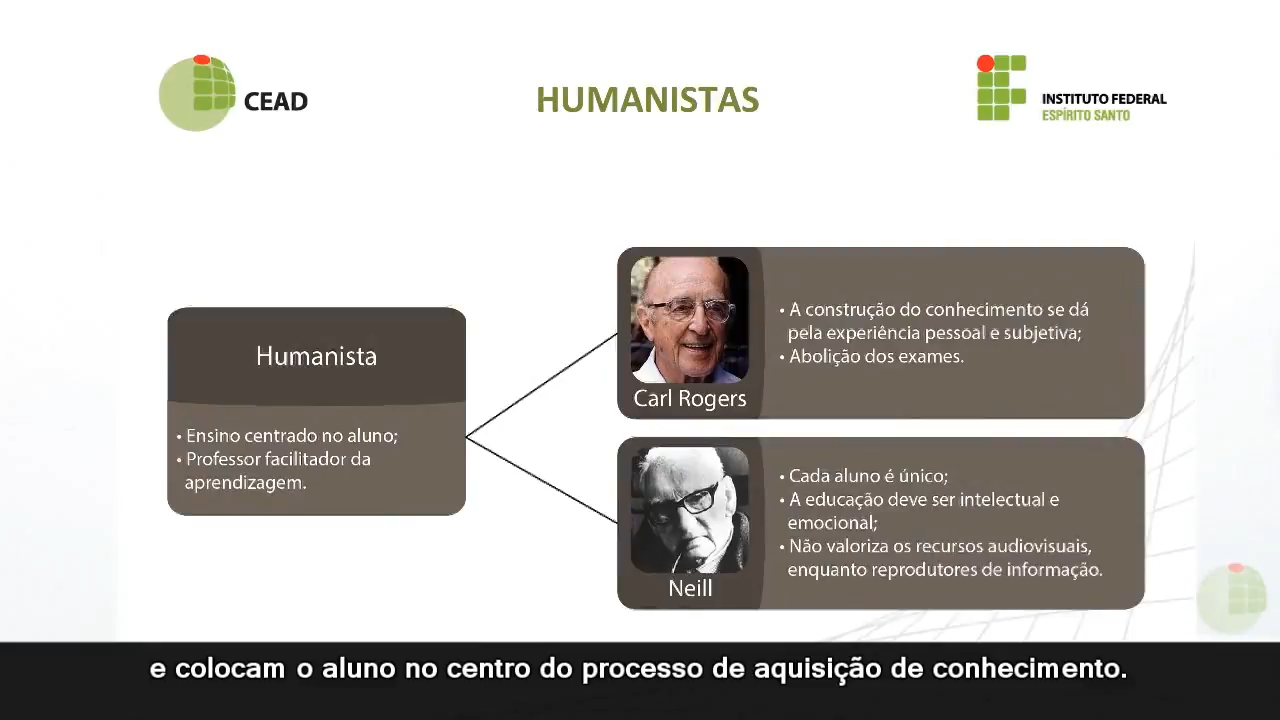 CEAD
HUMANISTAS
INSTITUTO FEDERAL
ESPÍRITO SANTO
Humanista
• Ensino centrado no aluno;
• Professor facilitador da
aprendizagem.
Carl Rogers
• A construção do conhecimento se dá
pela experiência pessoal e subjetiva;
• Abolição dos exames.
Neill
• Cada aluno é único;
• A educação deve ser intelectual e
emocional;
• Não valoriza os recursos audiovisuais,
enquanto reprodutores de informação.
e colocam o aluno no centro do processo de aquisição de conhecimento.